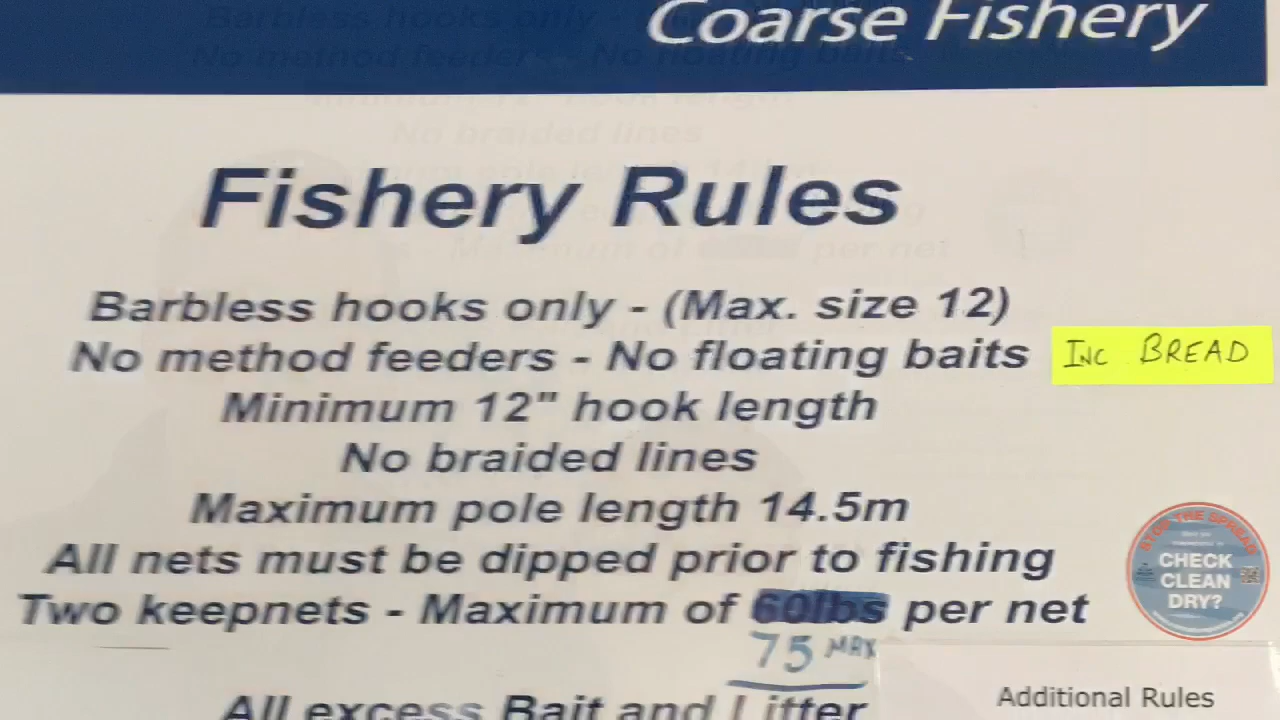 Coarse Fishery
Fishery Rules
Barbless hooks only - (Max. size 12)
No method feeders - No floating baits INC BREAD
Minimum 12" hook length
No braided lines
Maximum pole length 14.5m
All nets must be dipped prior to fishing
Two keepnets - Maximum of 60lbs per net
75 MAX
All excess Bait and Litter
STOP THE SPREAD
CHECK
CLEAN
DRY?
Additional Rules